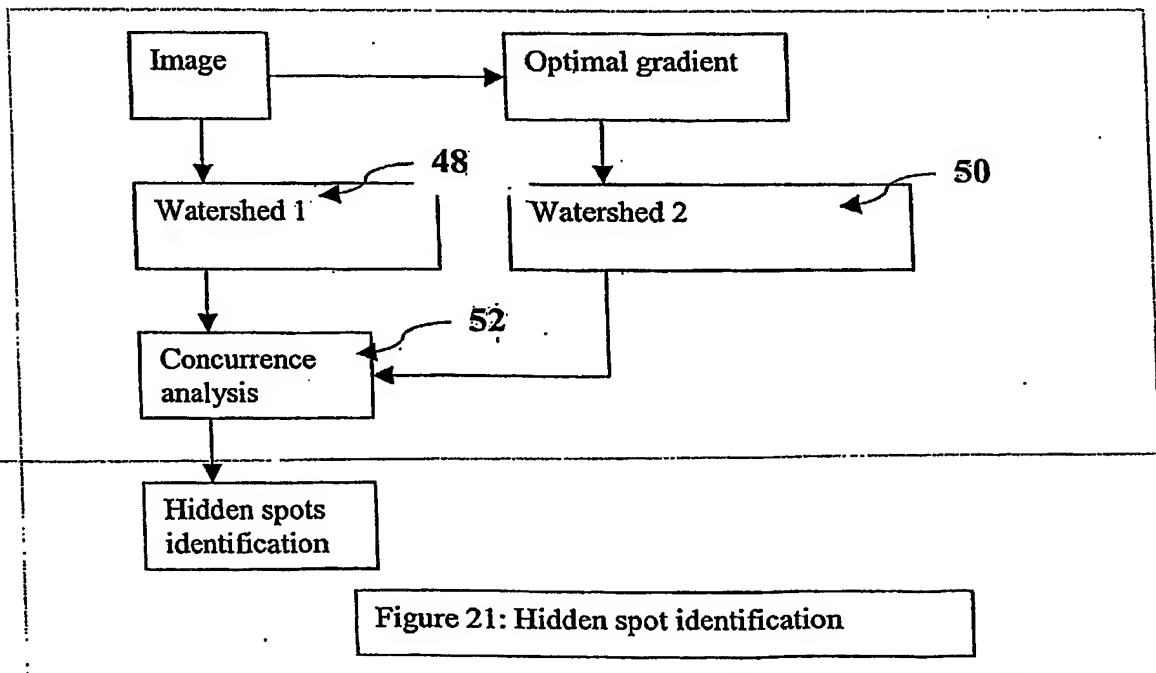 Image
Optimal gradient
48
50
Watershed 1
Watershed 2
52
Concurrence
analysis
Hidden spots
identification
Figure 21: Hidden spot identification